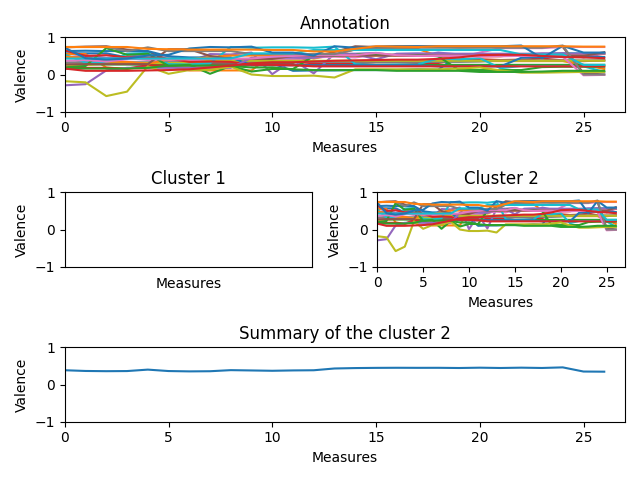 Annotation
1
0
−1
Valence
0 5 10 15 20 25
Measures
Cluster 1
1
0
−1
Valence
Measures
Cluster 2
1
0
−1
Valence
0 5 10 15 20 25
Measures
Summary of the cluster 2
1
0
−1
Valence
0 5 10 15 20 25
Measures